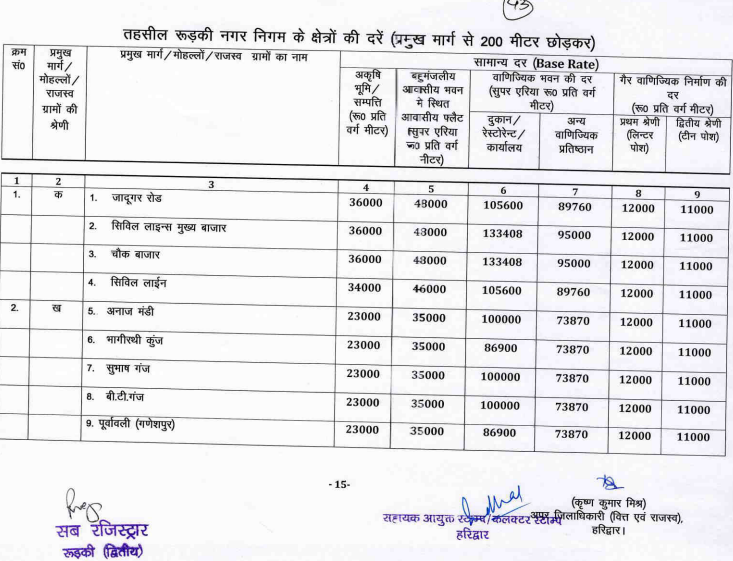 43
तहसील रूड़की नगर निगम के क्षेत्रों की दरें (प्रमुख मार्ग से 200 मीटर छोड़कर)
क्रम सं0 | प्रमुख मार्ग/ मोहल्लों/ राजस्व ग्रामों की श्रेणी | प्रमुख मार्ग/मोहल्लों/राजस्व ग्रामों का नाम | सामान्य दर (Base Rate)
अकृषि भूमि/ सम्पत्ति (रू0 प्रति वर्ग मीटर) | बहुमंजलीय आवासीय भवन मे स्थित आवासीय फ्लैट (सुपर एरिया रू0 प्रति वर्ग मीटर) | वाणिज्यिक भवन की दर (सुपर एरिया रू0 प्रति वर्ग मीटर) | गैर वाणिज्यिक निर्माण की दर (रू0 प्रति वर्ग मीटर)
दुकान/ रेस्टोरेन्ट/ कार्यालय | अन्य वाणिज्यिक प्रतिष्ठान | प्रथम श्रेणी (लिन्टर पोश) | द्वितीय श्रेणी (टीन पोश)
1 | 2 | 3 | 4 | 5 | 6 | 7 | 8 | 9
1. | क | 1. जादूगर रोड | 36000 | 48000 | 105600 | 89760 | 12000 | 11000
2. सिविल लाइन्स मुख्य बाजार | 36000 | 48000 | 133408 | 95000 | 12000 | 11000
3. चौक बाजार | 36000 | 48000 | 133408 | 95000 | 12000 | 11000
4. सिविल लाईन | 34000 | 46000 | 105600 | 89760 | 12000 | 11000
2. | ख | 5. अनाज मंडी | 23000 | 35000 | 100000 | 73870 | 12000 | 11000
6. भागीरथी कुंज | 23000 | 35000 | 86900 | 73870 | 12000 | 11000
7. सुभाष गंज | 23000 | 35000 | 100000 | 73870 | 12000 | 11000
8. बी.टी.गंज | 23000 | 35000 | 100000 | 73870 | 12000 | 11000
9. पूर्वावली (गणेशपुर) | 23000 | 35000 | 86900 | 73870 | 12000 | 11000
-15-
सब रजिस्ट्रार
रूड़की (द्वितीय)
सहायक आयुक्त स्टाम्प/कलक्टर स्टाम्प
हरिद्वार
(कृष्ण कुमार मिश्र)
अपर जिलाधिकारी (वित्त एवं राजस्व),
हरिद्वार।